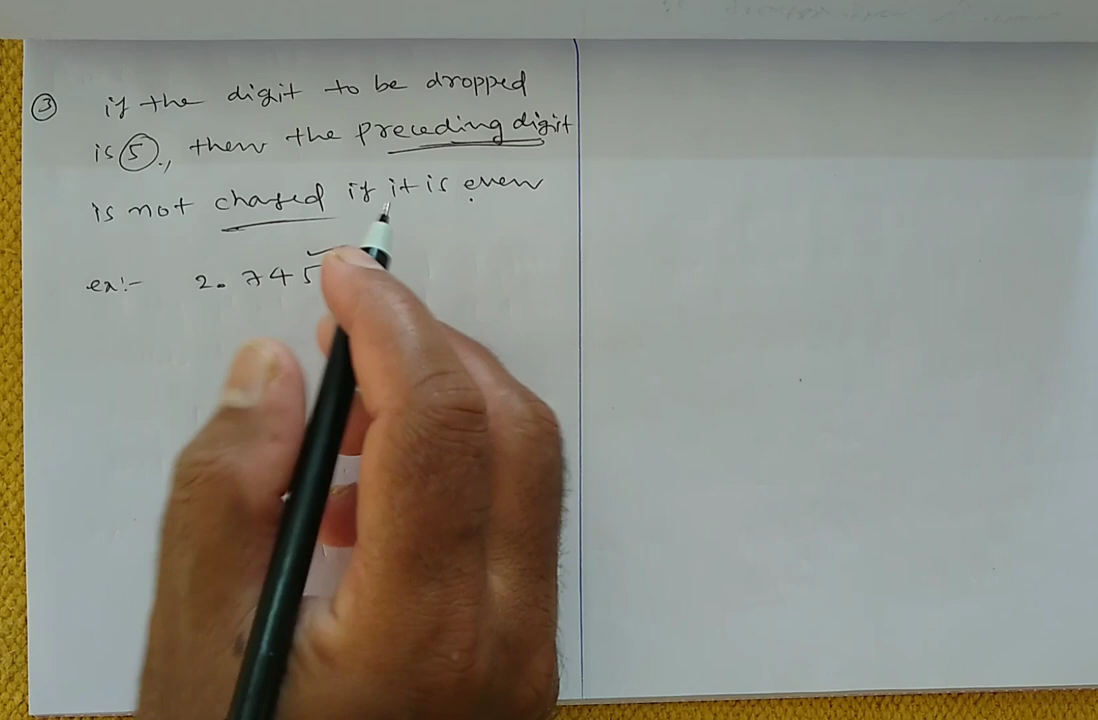 ③ if the digit to be dropped
is 5., then the preceding digit
is not chaged if it is even
ex:- 2.745